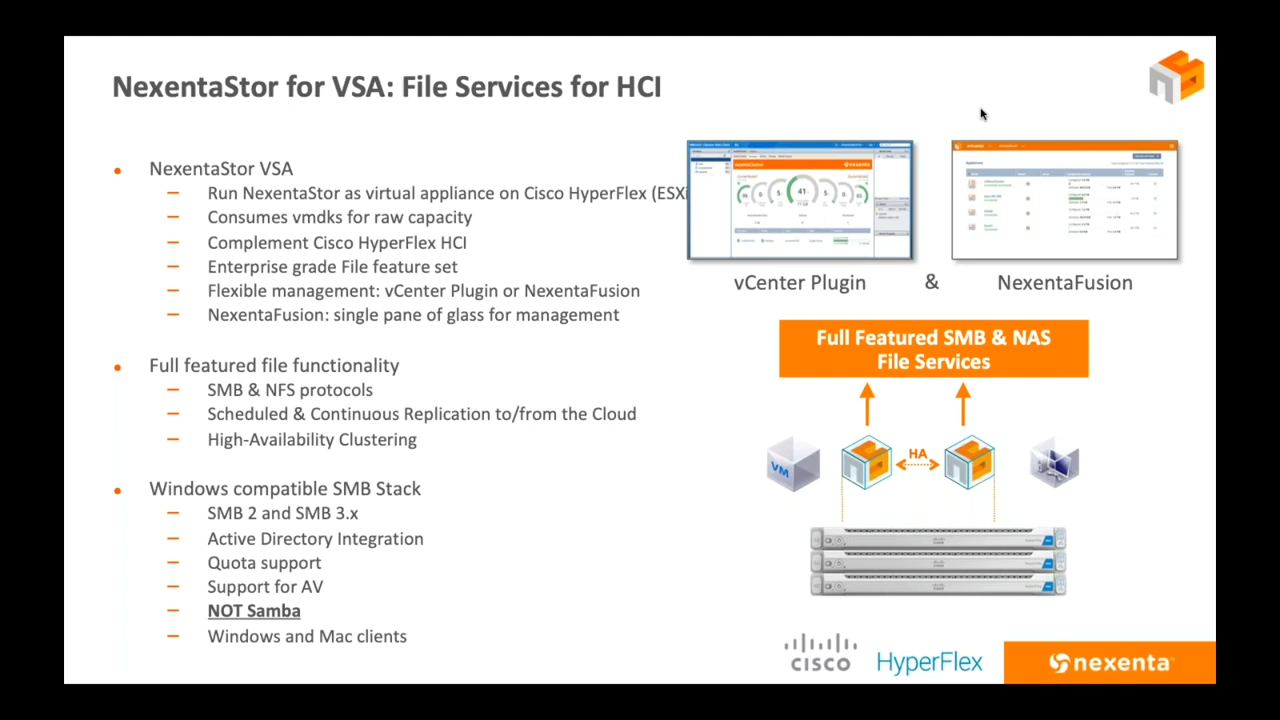 NexentaStor for VSA: File Services for HCI
• NexentaStor VSA
– Run NexentaStor as virtual appliance on Cisco HyperFlex (ESXi
– Consumes vmdks for raw capacity
– Complement Cisco HyperFlex HCI
– Enterprise grade File feature set
– Flexible management: vCenter Plugin or NexentaFusion
– NexentaFusion: single pane of glass for management
• Full featured file functionality
– SMB & NFS protocols
– Scheduled & Continuous Replication to/from the Cloud
– High-Availability Clustering
• Windows compatible SMB Stack
– SMB 2 and SMB 3.x
– Active Directory Integration
– Quota support
– Support for AV
– NOT Samba
– Windows and Mac clients
nexenta
41
vCenter Plugin & NexentaFusion
Full Featured SMB & NAS
File Services
VM
HA
CISCO
HyperFlex
nexenta